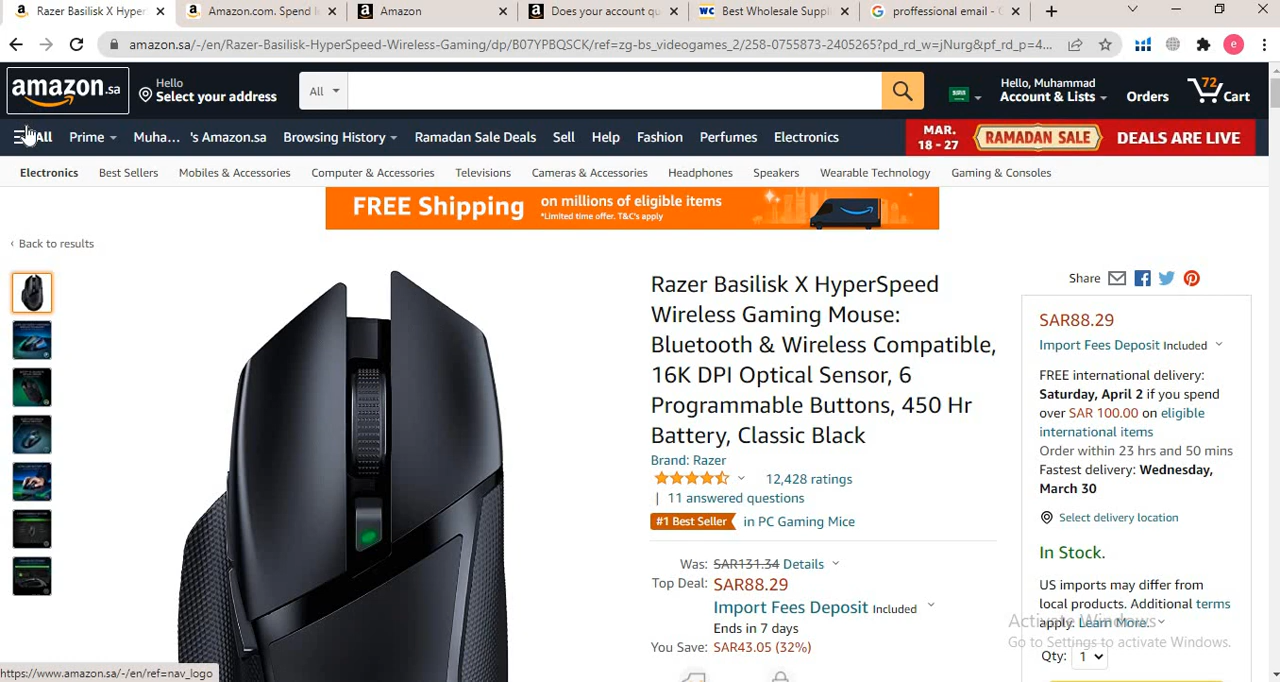 Razer Basilisk X Hyper
Amazon.com. Spend l
Amazon
Does your account qu
Best Wholesale Suppli
proffessional email - G
amazon.sa/-/en/Razer-Basilisk-HyperSpeed-Wireless-Gaming/dp/B07YPBQSCK/ref=zg-bs_videogames_2/258-0755873-2405265?pd_rd_w=jNurg&pf_rd_p=4...
amazon.sa
Hello
Select your address
All
Hello, Muhammad
Account & Lists
Orders
72
Cart
All
Prime
Muha... 's Amazon.sa
Browsing History
Ramadan Sale Deals
Sell
Help
Fashion
Perfumes
Electronics
MAR.
18 - 27
RAMADAN SALE
DEALS ARE LIVE
Electronics
Best Sellers
Mobiles & Accessories
Computer & Accessories
Televisions
Cameras & Accessories
Headphones
Speakers
Wearable Technology
Gaming & Consoles
FREE Shipping
on millions of eligible items
*Limited time offer. T&C's apply
‹ Back to results
Razer Basilisk X HyperSpeed
Wireless Gaming Mouse:
Bluetooth & Wireless Compatible,
16K DPI Optical Sensor, 6
Programmable Buttons, 450 Hr
Battery, Classic Black
Brand: Razer
12,428 ratings
| 11 answered questions
#1 Best Seller in PC Gaming Mice
Was: SAR131.34 Details
Top Deal: SAR88.29
Import Fees Deposit Included
Ends in 7 days
You Save: SAR43.05 (32%)
Share
SAR88.29
Import Fees Deposit Included
FREE international delivery:
Saturday, April 2 if you spend
over SAR 100.00 on eligible
international items
Order within 23 hrs and 50 mins
Fastest delivery: Wednesday,
March 30
Select delivery location
In Stock.
US imports may differ from
local products. Additional terms
apply. Learn More.
Activate Windows
Go to Settings to activate Windows.
Qty: 1
https://www.amazon.sa/-/en/ref=nav_logo